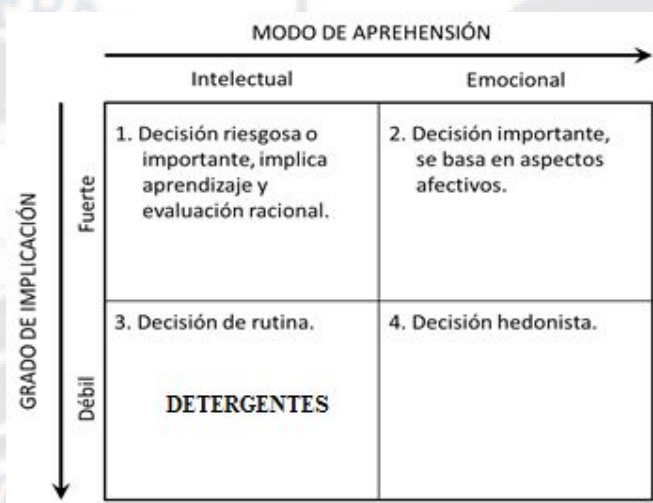 MODO DE APREHENSIÓN
Intelectual
Emocional
GRADO DE IMPLICACIÓN
Fuerte
1. Decisión riesgosa o
importante, implica
aprendizaje y
evaluación racional.
2. Decisión importante,
se basa en aspectos
afectivos.
Débil
3. Decisión de rutina.
DETERGENTES
4. Decisión hedonista.